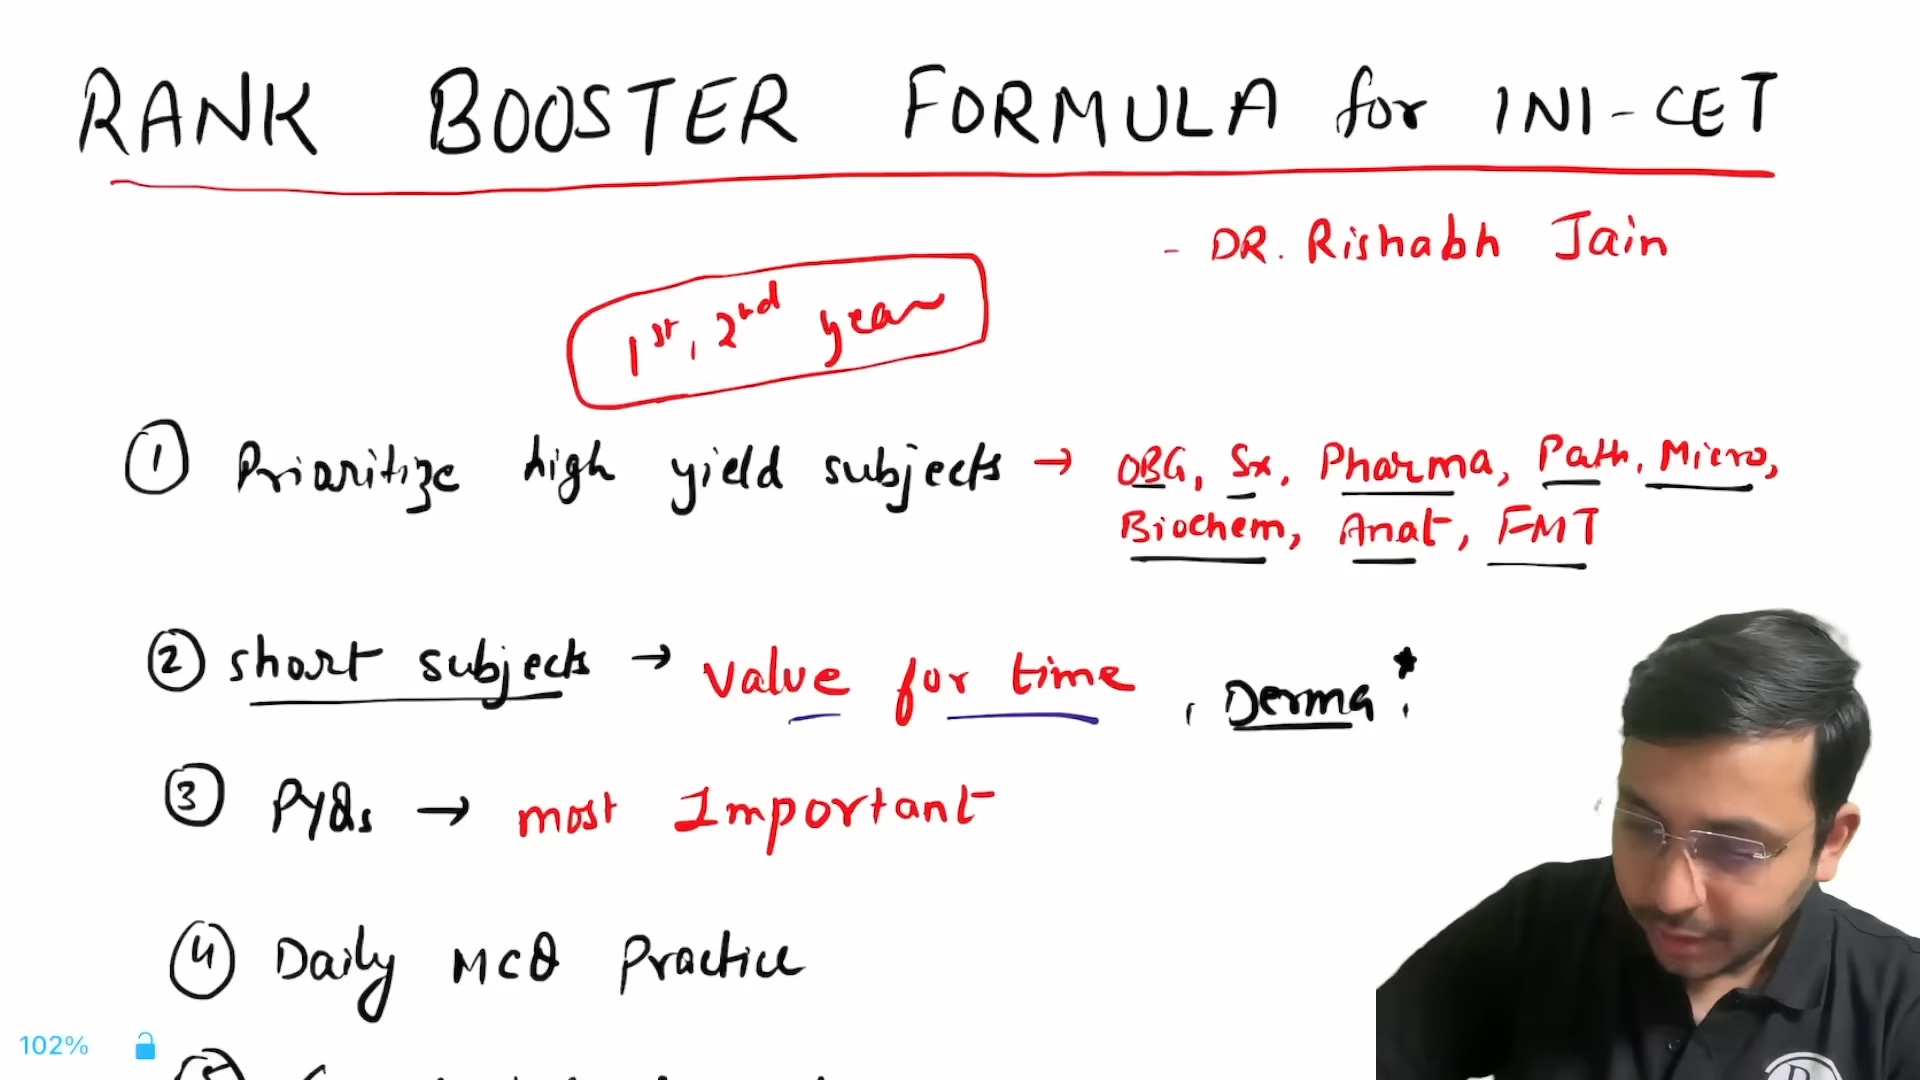 RANK BOOSTER FORMULA for INI-CET
- DR. Rishabh Jain
1st, 2nd year
① Prioritize high yield subjects → OBG, Sx, Pharma, Path, Micro,
Biochem, Anat, FMT
② short subjects → Value for time, Derma*.
③ PYQs → most Important
④ Daily MCQ Practice
102%